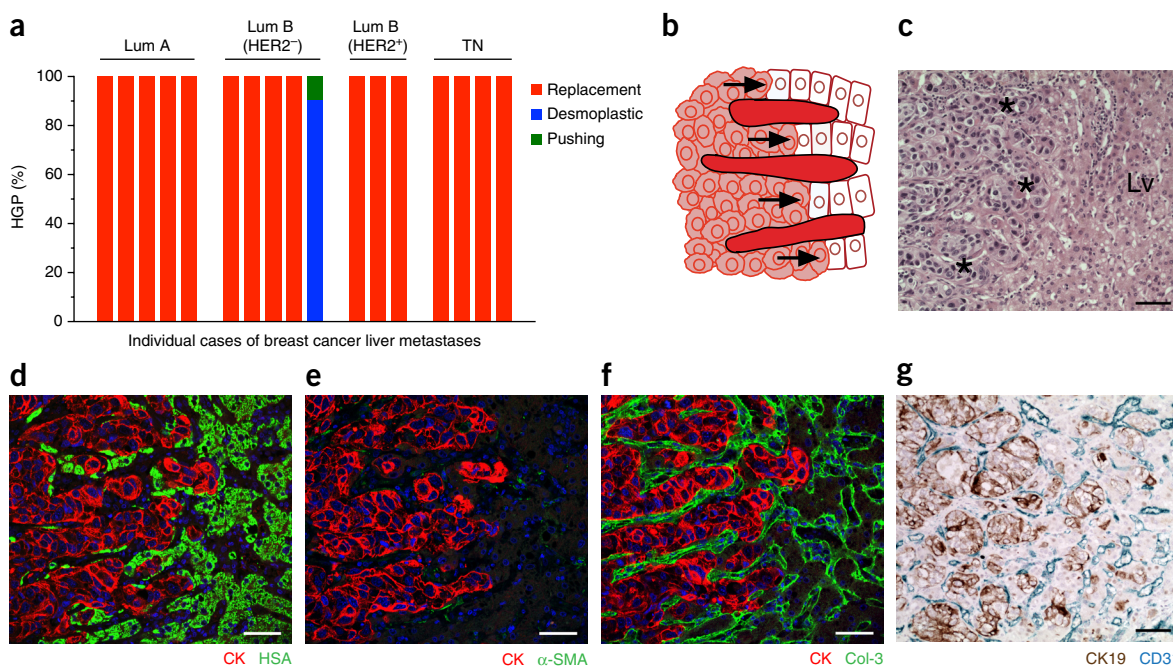 a
Lum A
Lum B
(HER2⁻)
Lum B
(HER2⁺)
TN
100
80
60
40
20
0
HGP (%)
Individual cases of breast cancer liver metastases
Replacement
Desmoplastic
Pushing
b
c
*
*
*
Lv
d
CK HSA
e
CK α-SMA
f
CK Col-3
g
CK19 CD3